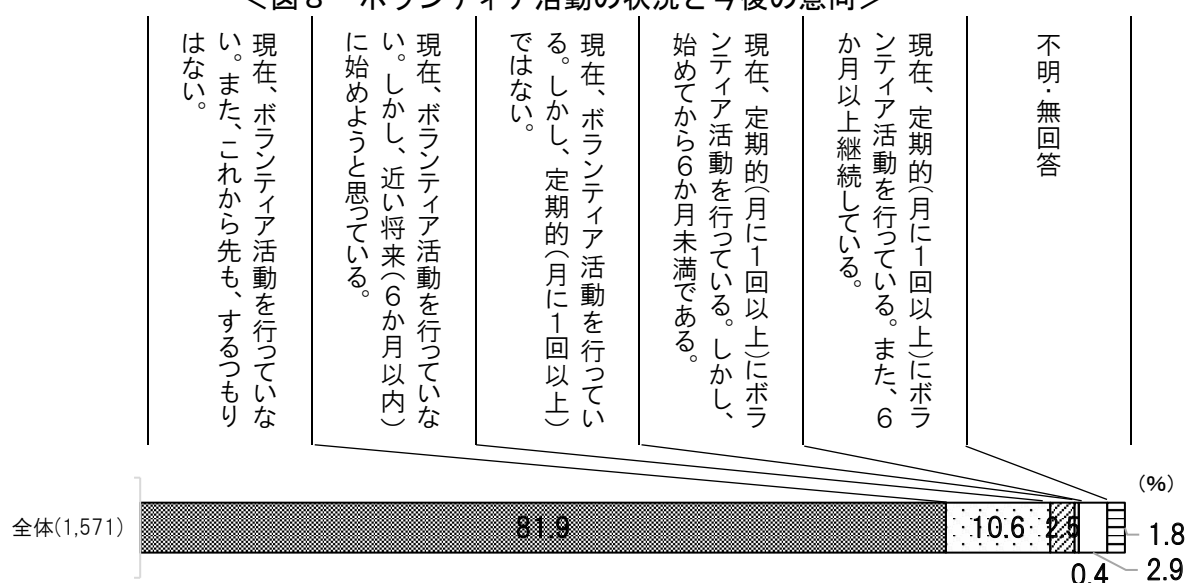 ＜図８　ボランティア活動の状況と今後の意向＞
現在、ボランティア活動を行っていな
い。また、これから先も、するつもり
はない。
現在、ボランティア活動を行っていな
い。しかし、近い将来（６か月以内）
に始めようと思っている。
現在、ボランティア活動を行ってい
る。しかし、定期的（月に１回以上）
ではない。
現在、定期的（月に１回以上）にボラ
ンティア活動を行っている。しかし、
始めてから６か月未満である。
現在、定期的（月に１回以上）にボラ
ンティア活動を行っている。また、６
か月以上継続している。
不明・無回答
(%)
全体(1,571)
81.9
10.6
2.5
0.4
2.9
1.8